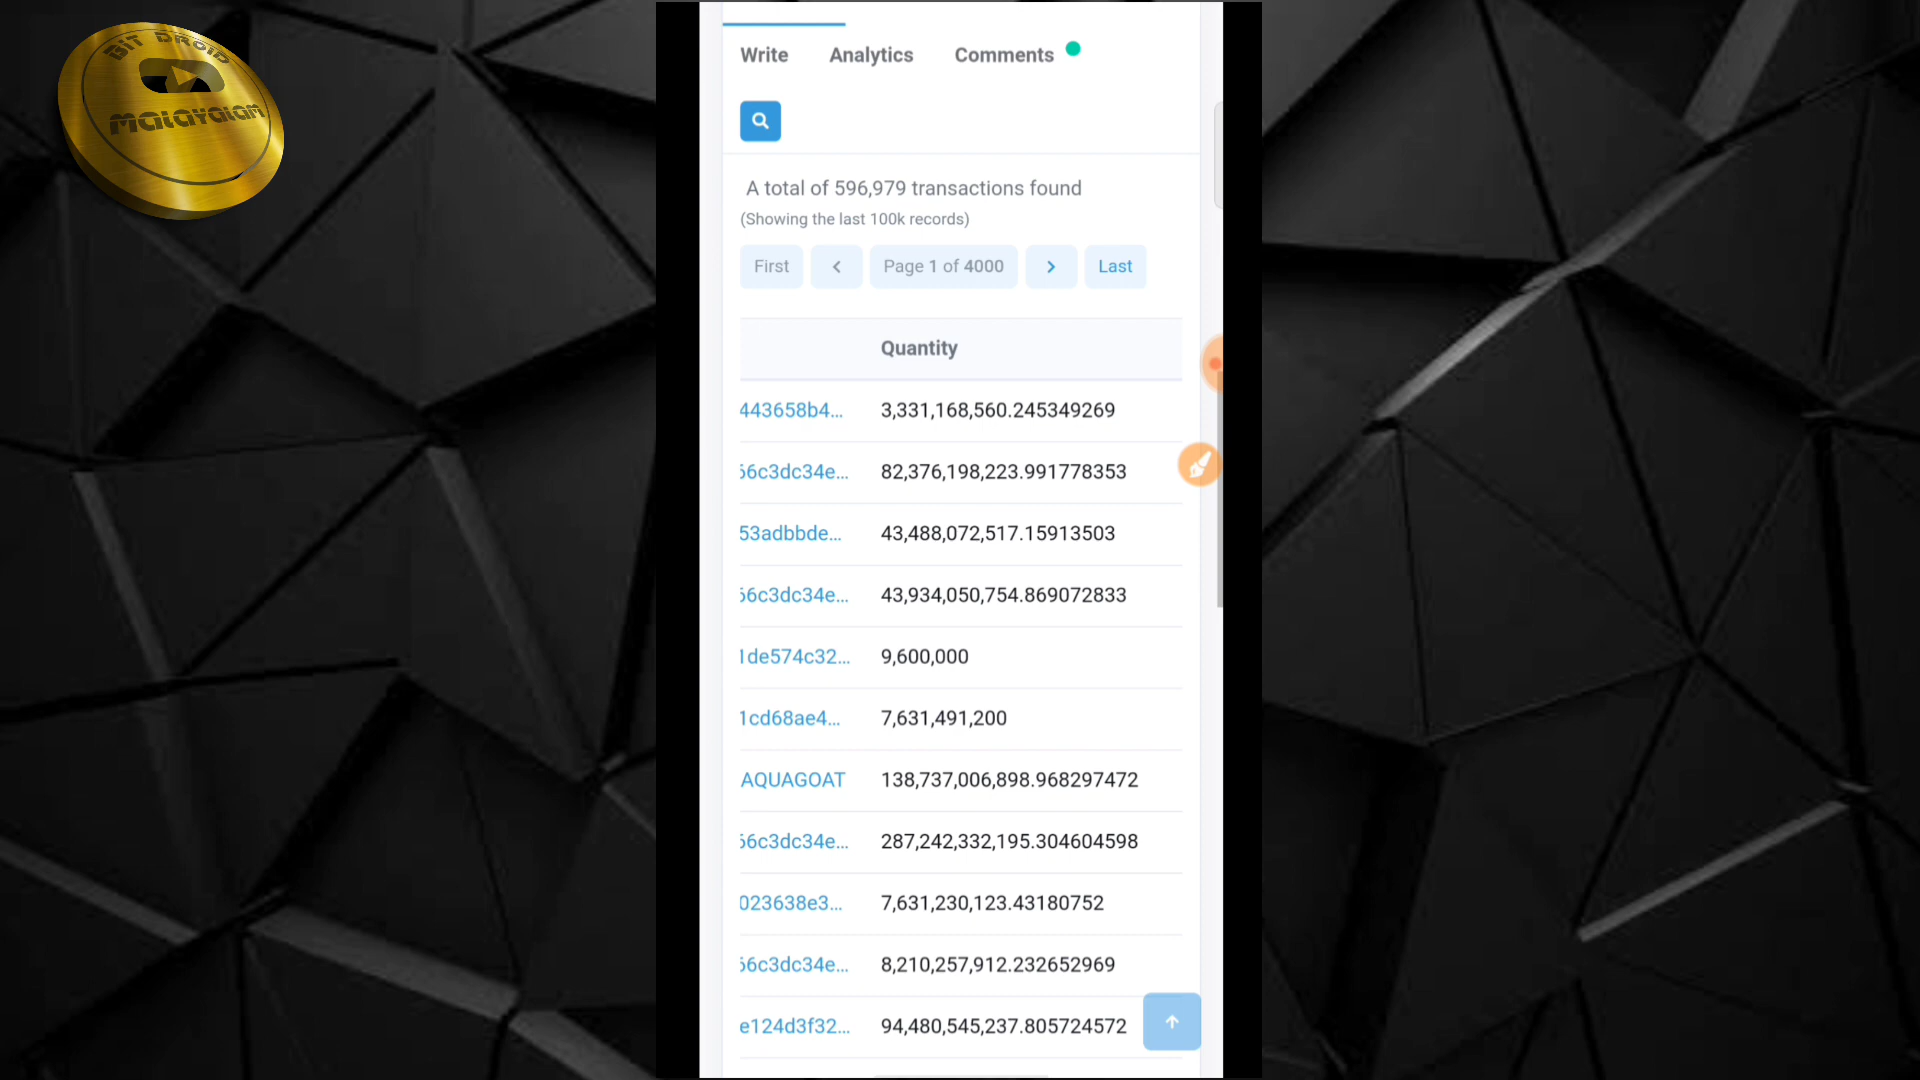 BIT DROID
MALAYALAM
Write Analytics Comments
A total of 596,979 transactions found
(Showing the last 100k records)
First Page 1 of 4000 Last
Quantity
443658b4... 3,331,168,560.245349269
66c3dc34e... 82,376,198,223.991778353
53adbbde... 43,488,072,517.15913503
66c3dc34e... 43,934,050,754.869072833
1de574c32... 9,600,000
1cd68ae4... 7,631,491,200
AQUAGOAT 138,737,006,898.968297472
66c3dc34e... 287,242,332,195.304604598
023638e3... 7,631,230,123.43180752
66c3dc34e... 8,210,257,912.232652969
e124d3f32... 94,480,545,237.805724572